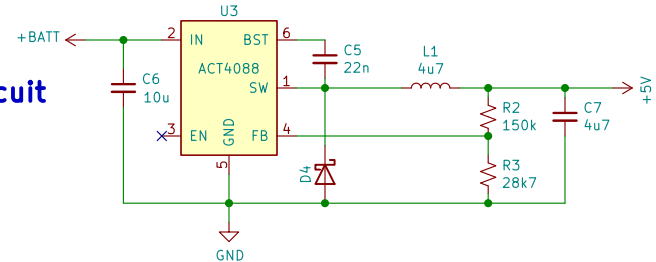 U3
+BATT
2
IN
BST
6
C5
22n
ACT4088
C6
10u
SW
1
L1
4u7
+5V
R2
150k
C7
4u7
3
EN
GND
FB
4
5
D4
R3
28k7
GND
cuit